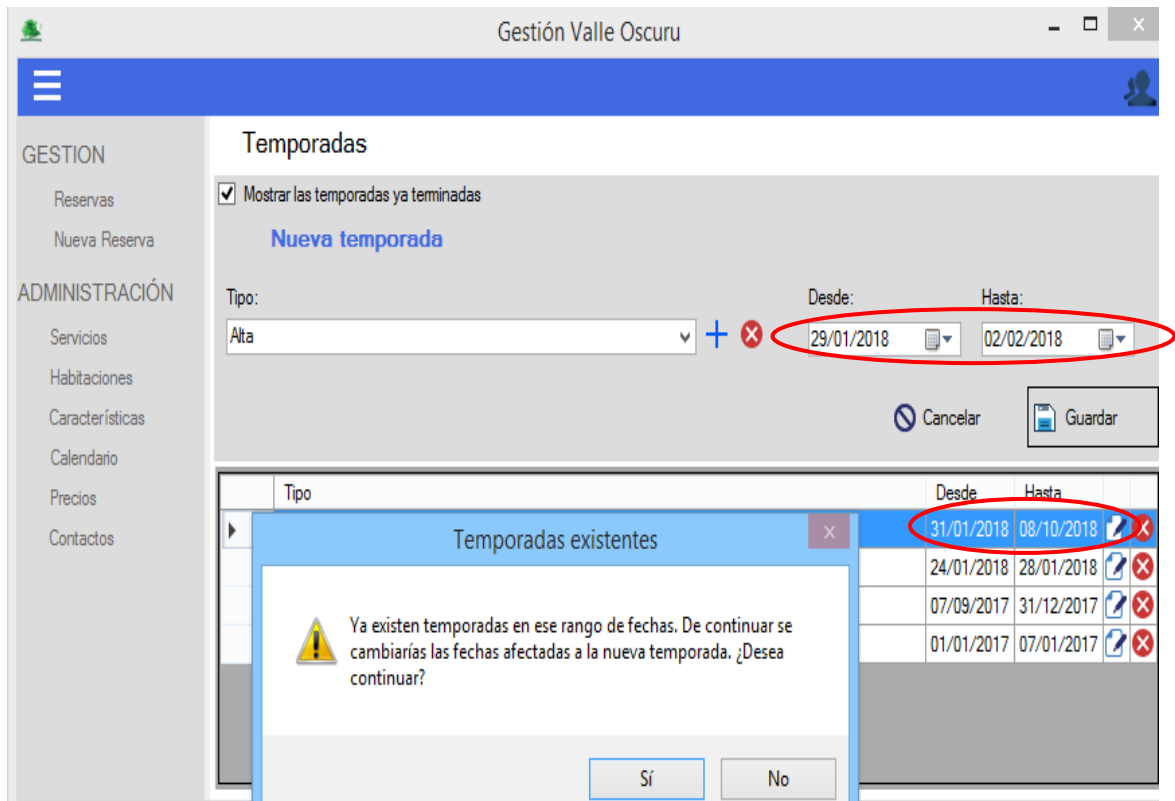 Gestión Valle Oscuru
GESTION
Reservas
Nueva Reserva
ADMINISTRACIÓN
Servicios
Habitaciones
Características
Calendario
Precios
Contactos
Temporadas
Mostrar las temporadas ya terminadas
Nueva temporada
Tipo:
Desde:
Hasta:
Alta
29/01/2018
02/02/2018
Cancelar
Guardar
Tipo Desde Hasta
31/01/2018 08/10/2018
24/01/2018 28/01/2018
07/09/2017 31/12/2017
01/01/2017 07/01/2017
Temporadas existentes
Ya existen temporadas en ese rango de fechas. De continuar se
cambiarías las fechas afectadas a la nueva temporada. ¿Desea
continuar?
Sí
No